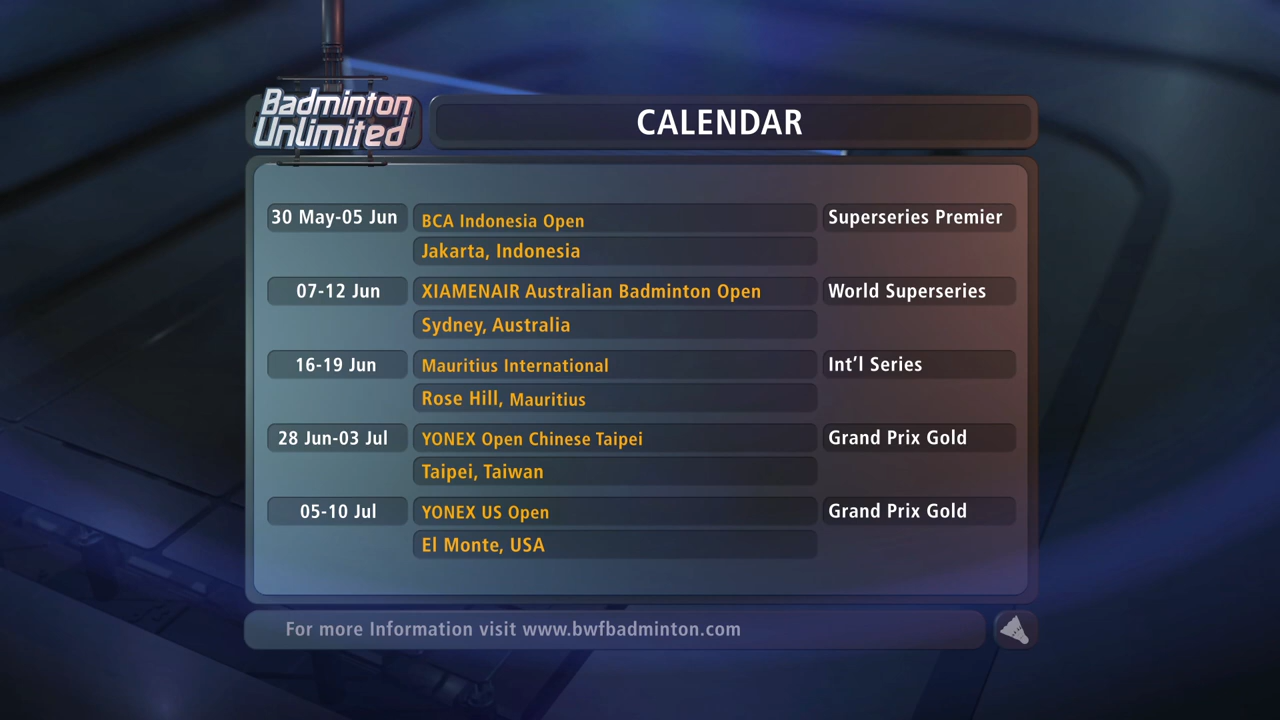 Badminton
Unlimited
CALENDAR
30 May-05 Jun BCA Indonesia Open Superseries Premier
Jakarta, Indonesia
07-12 Jun XIAMENAIR Australian Badminton Open World Superseries
Sydney, Australia
16-19 Jun Mauritius International Int'l Series
Rose Hill, Mauritius
28 Jun-03 Jul YONEX Open Chinese Taipei Grand Prix Gold
Taipei, Taiwan
05-10 Jul YONEX US Open Grand Prix Gold
El Monte, USA
For more Information visit www.bwfbadminton.com